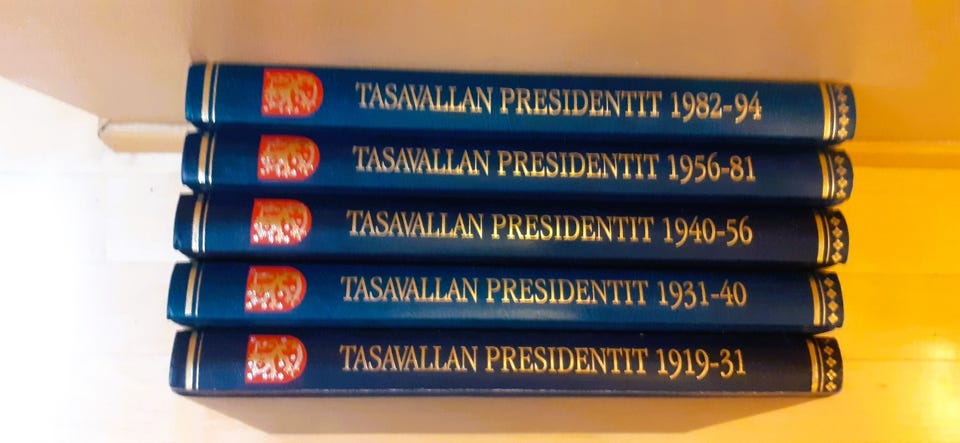 TASAVALLAN PRESIDENTIT 1982-94
TASAVALLAN PRESIDENTIT 1956-81
TASAVALLAN PRESIDENTIT 1940-56
TASAVALLAN PRESIDENTIT 1931-40
TASAVALLAN PRESIDENTIT 1919-31